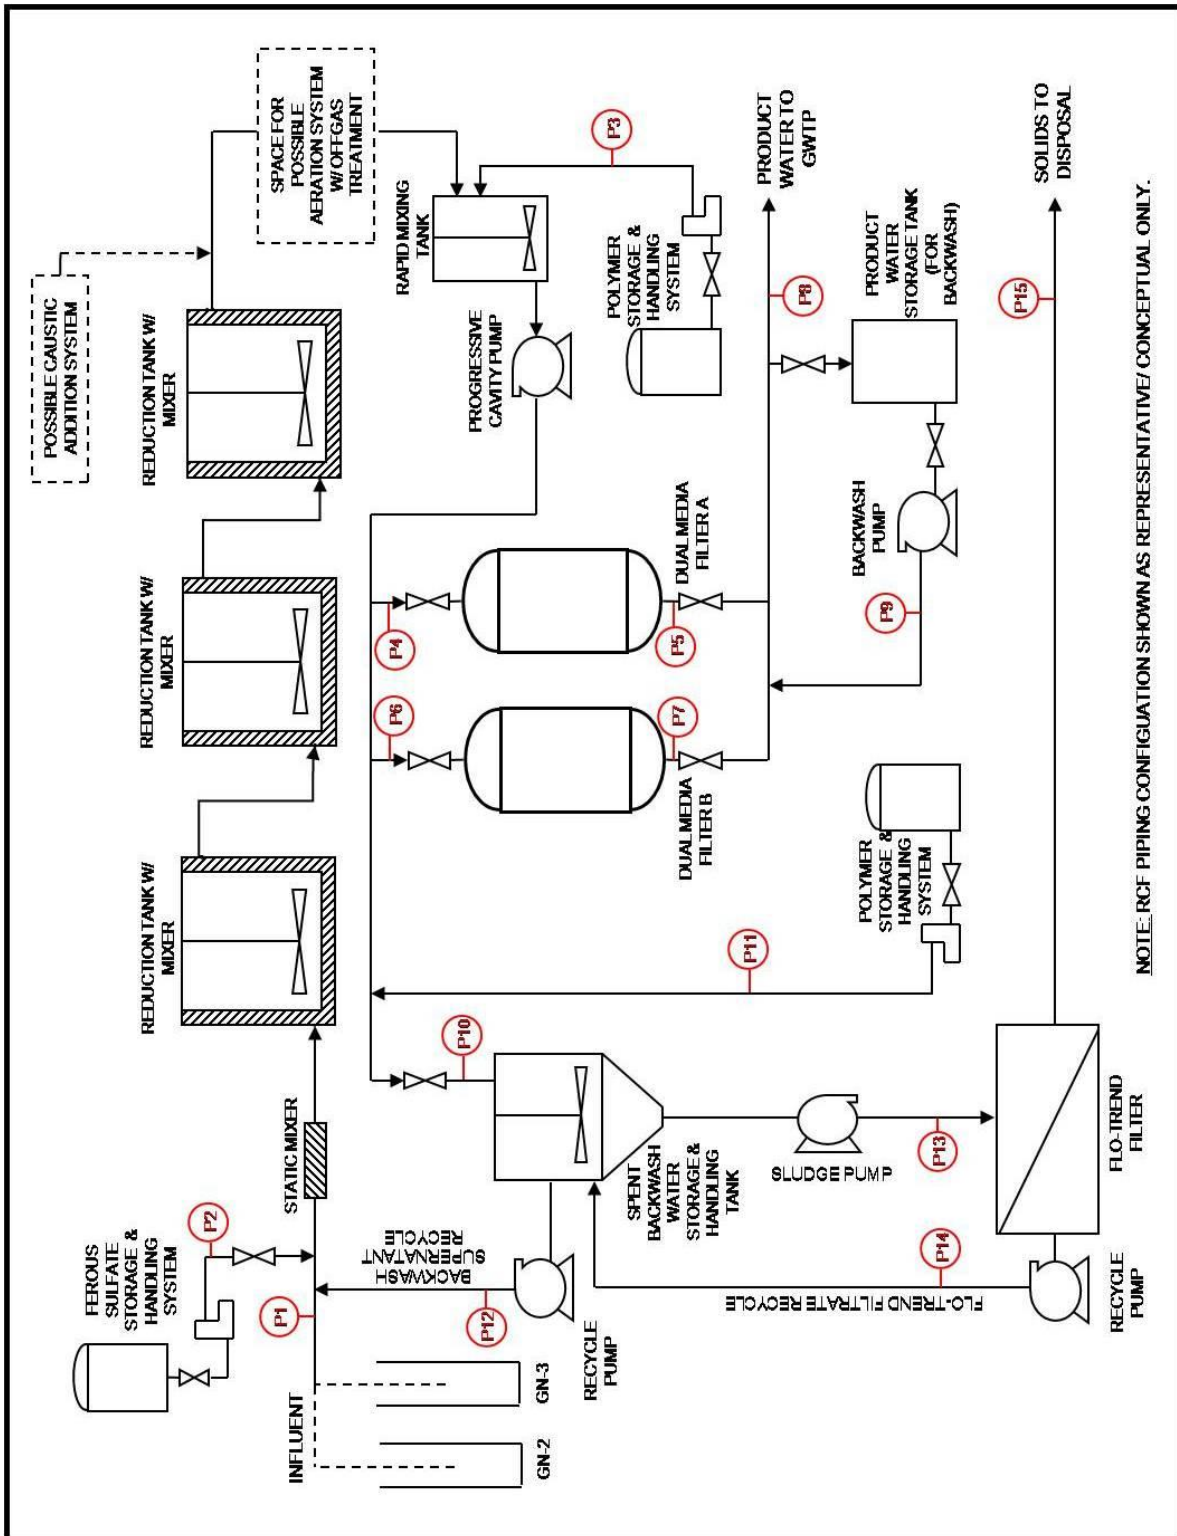 POSSIBLE CAUSTIC
ADDITION SYSTEM
SPACE FOR
POSSIBLE
AERATION SYSTEM
W/ OFFGAS
TREATMENT
FEROUS
SULFATE
STORAGE &
HANDLING
SYSTEM
P2
P1
INFLUENT
GN-2
GN-3
STATIC MIXER
REDUCTION TANK W/
MIXER
REDUCTION TANK W/
MIXER
REDUCTION TANK W/
MIXER
RAPID MIXING
TANK
P3
BACKWASH
SUPERNATANT
RECYCLE
P12
RECYCLE
PUMP
P10
P6
P4
PROGRESSIVE
CAVITY PUMP
POLYMER
STORAGE &
HANDLING
SYSTEM
SPENT
BACKWASH
WATER
STORAGE &
HANDLING
TANK
P11
DUAL MEDIA
FILTER B
P7
DUAL MEDIA
FILTER A
P5
P8
PRODUCT
WATER TO
GWTP
SLUDGE PUMP
P13
POLYMER
STORAGE &
HANDLING
SYSTEM
P9
BACKWASH
PUMP
PRODUCT
WATER
STORAGE TANK
(FOR
BACKWASH)
FLO-TREND FILTRATE RECYCLE
P14
RECYCLE
PUMP
FLO-TREND
FILTER
P15
SOLIDS TO
DISPOSAL
NOTE: RCF PIPING CONFIGUATION SHOWN AS REPRESENTATIVE/ CONCEPTUAL ONLY.